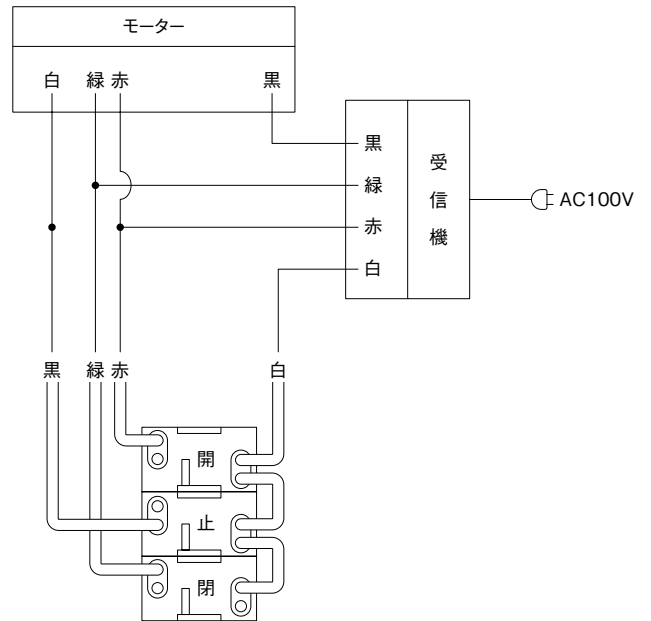 モーター
白 緑 赤 黒
黒
緑
赤
白
受信機
AC100V
黒 緑 赤 白
開
止
閉